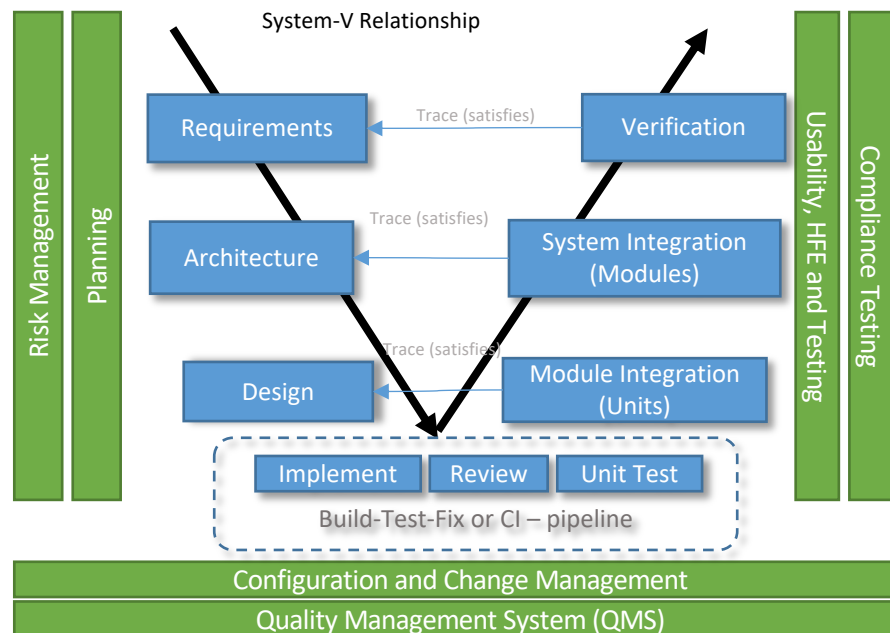 System-V Relationship
Risk Management
Planning
Requirements
Trace (satisfies)
Verification
Architecture
Trace (satisfies)
System Integration
(Modules)
Design
Trace (satisfies)
Module Integration
(Units)
Implement
Review
Unit Test
Build-Test-Fix or CI – pipeline
Usability, HFE and
Testing
Compliance Testing
Configuration and Change Management
Quality Management System (QMS)